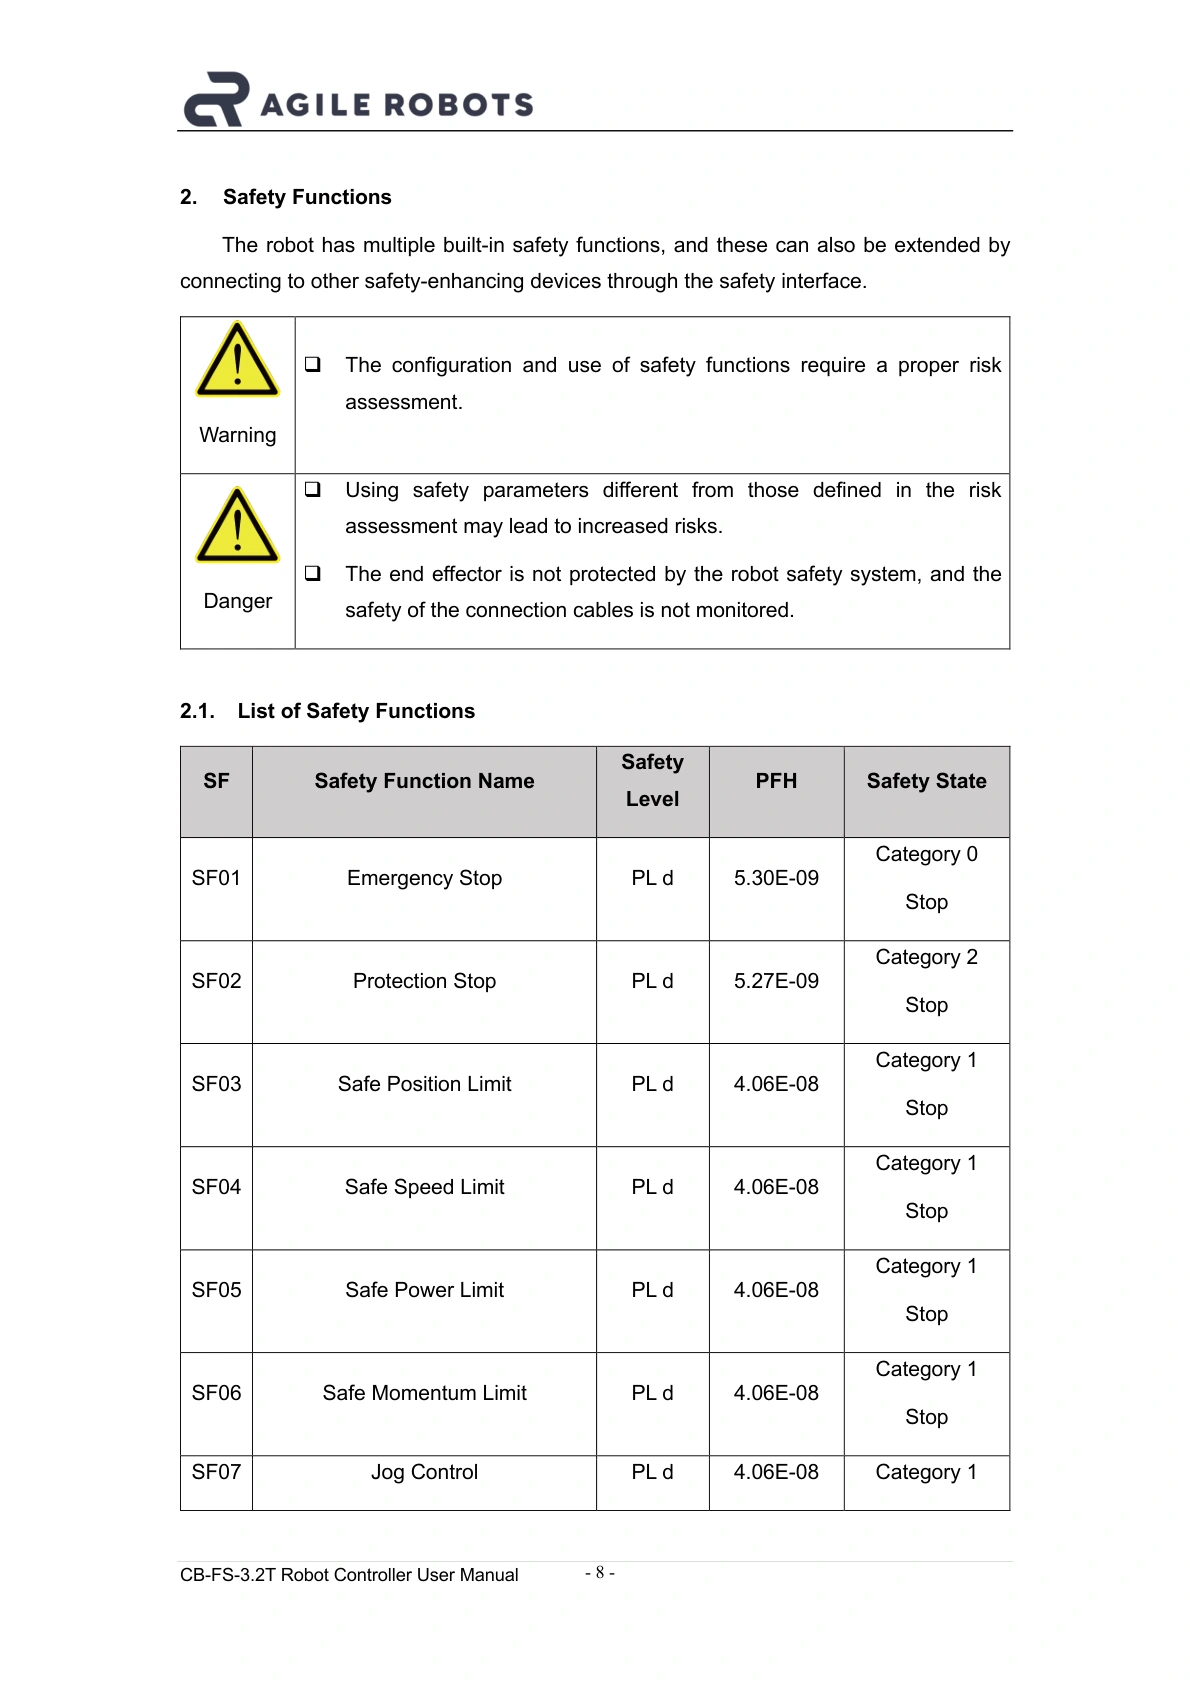 AGILE ROBOTS
2. Safety Functions
The robot has multiple built-in safety functions, and these can also be extended by
connecting to other safety-enhancing devices through the safety interface.
Warning
❑ The configuration and use of safety functions require a proper risk
assessment.
Danger
❑ Using safety parameters different from those defined in the risk
assessment may lead to increased risks.
❑ The end effector is not protected by the robot safety system, and the
safety of the connection cables is not monitored.
2.1. List of Safety Functions
SF Safety Function Name Safety Level PFH Safety State
SF01 Emergency Stop PL d 5.30E-09 Category 0 Stop
SF02 Protection Stop PL d 5.27E-09 Category 2 Stop
SF03 Safe Position Limit PL d 4.06E-08 Category 1 Stop
SF04 Safe Speed Limit PL d 4.06E-08 Category 1 Stop
SF05 Safe Power Limit PL d 4.06E-08 Category 1 Stop
SF06 Safe Momentum Limit PL d 4.06E-08 Category 1 Stop
SF07 Jog Control PL d 4.06E-08 Category 1
CB-FS-3.2T Robot Controller User Manual - 8 -